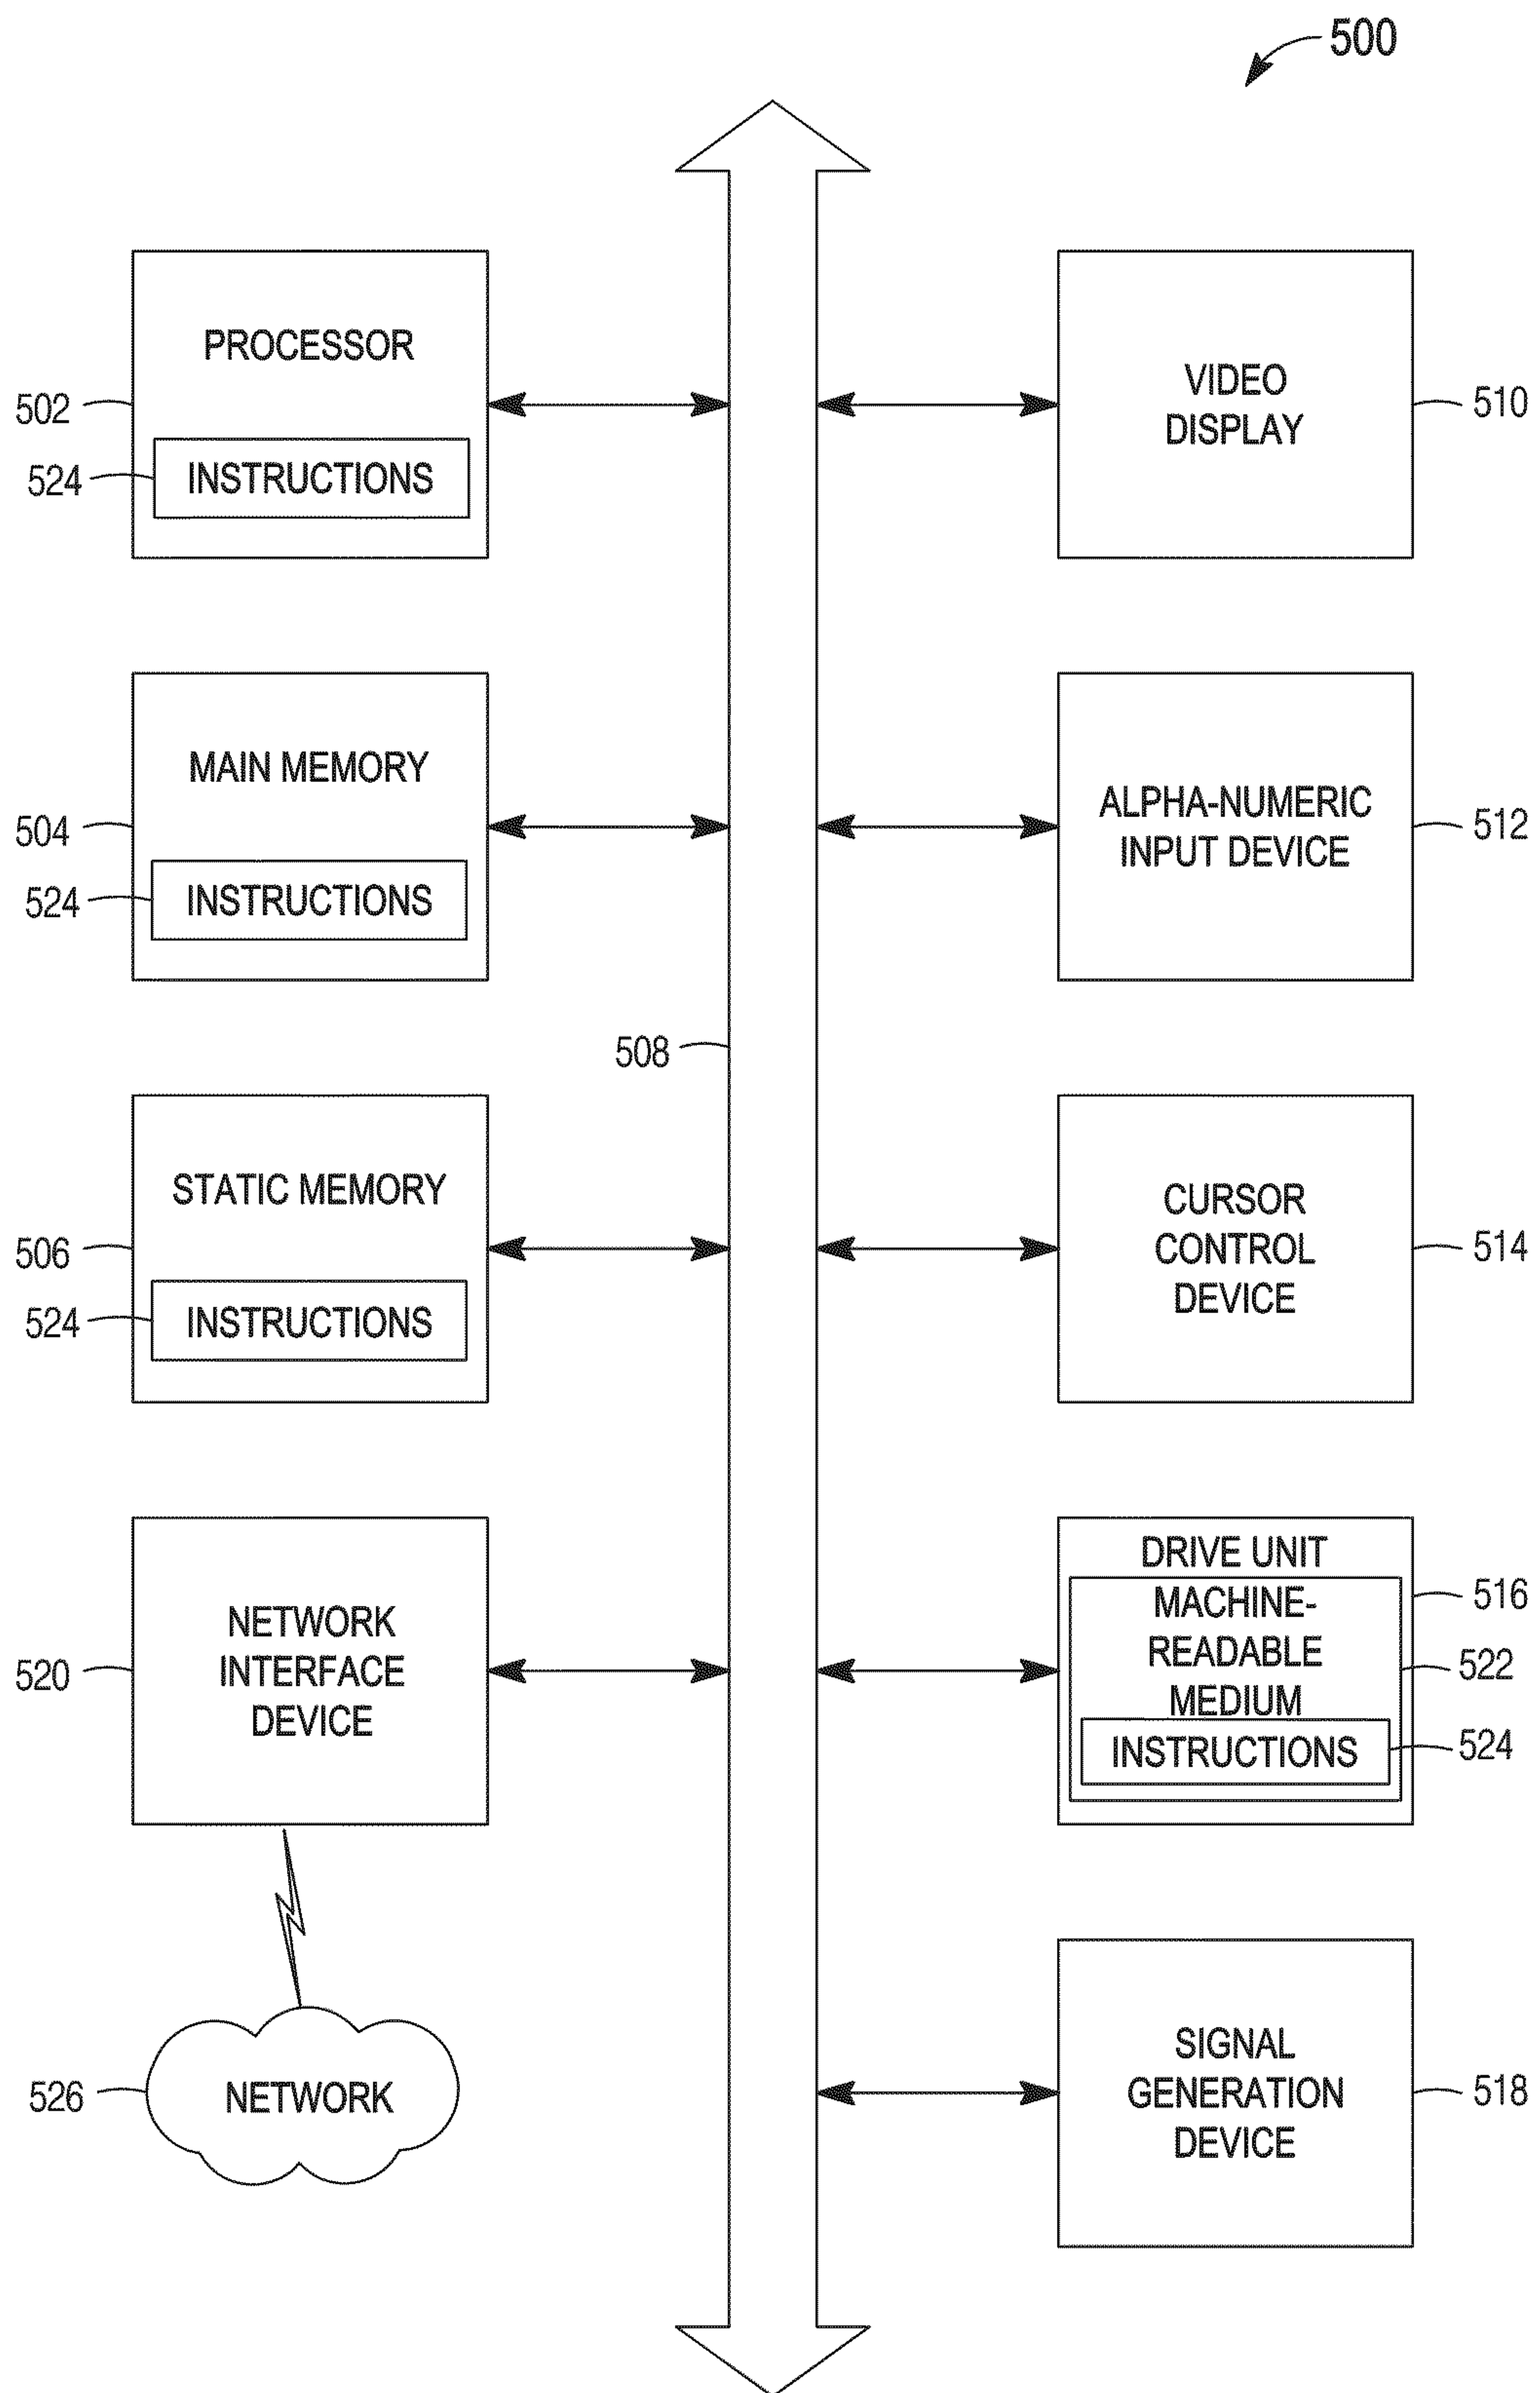 500
PROCESSOR
502
524
INSTRUCTIONS
VIDEO
DISPLAY
510
MAIN MEMORY
504
524
INSTRUCTIONS
ALPHA-NUMERIC
INPUT DEVICE
512
508
STATIC MEMORY
506
524
INSTRUCTIONS
CURSOR
CONTROL
DEVICE
514
NETWORK
INTERFACE
DEVICE
520
DRIVE UNIT
MACHINE-
READABLE
MEDIUM
INSTRUCTIONS
516
522
524
526
NETWORK
SIGNAL
GENERATION
DEVICE
518